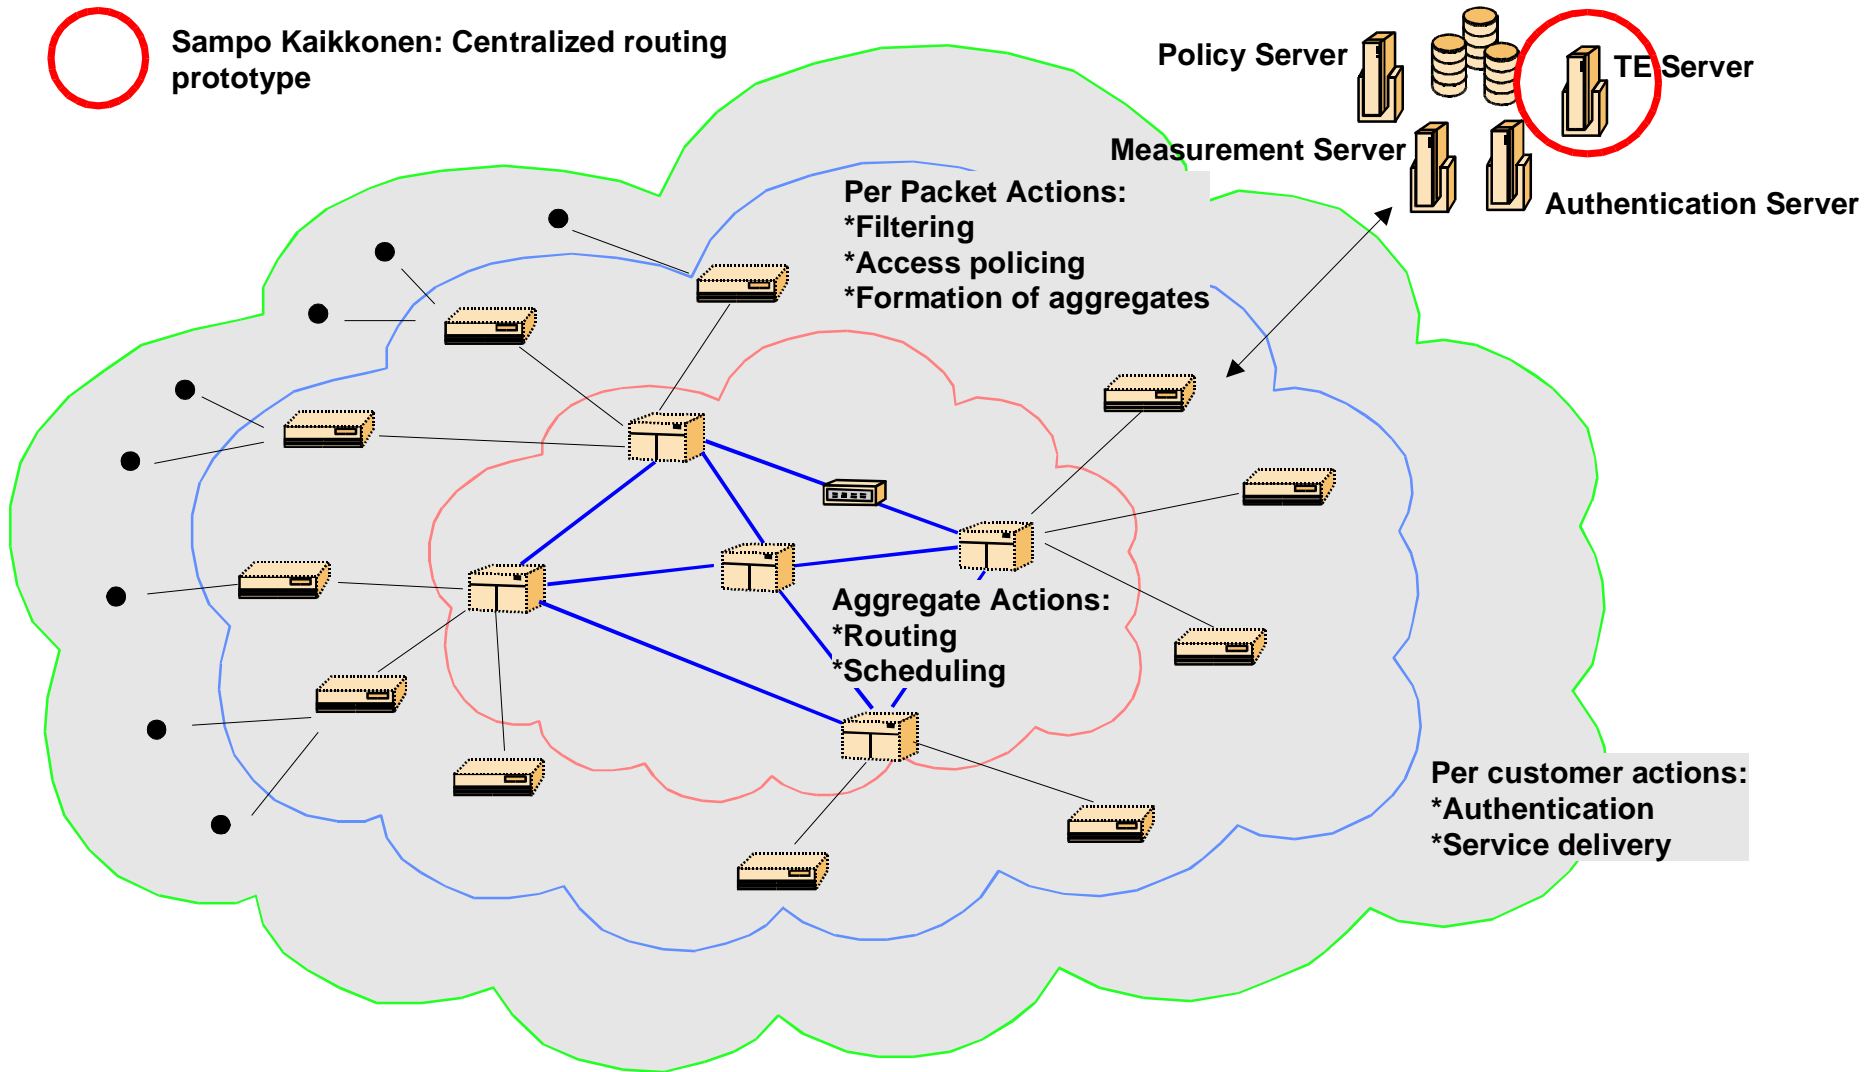 Sampo Kaikkonen: Centralized routing
prototype
Policy Server
TE Server
Measurement Server
Authentication Server
Per Packet Actions:
*Filtering
*Access policing
*Formation of aggregates
Aggregate Actions:
*Routing
*Scheduling
Per customer actions:
*Authentication
*Service delivery